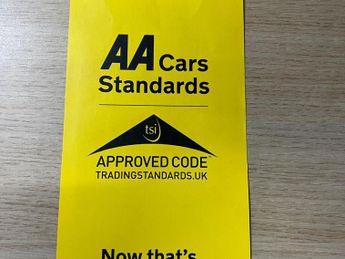 AA Cars
Standards
tsi
APPROVED CODE
TRADINGSTANDARDS.UK
Now that's